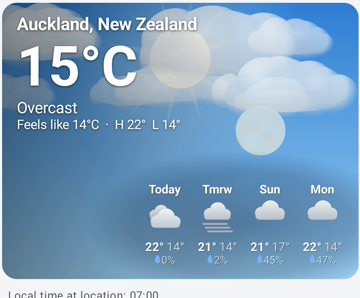 Auckland, New Zealand
15°C
Overcast
Feels like 14°C · H 22° L 14°
Today Tmrw Sun Mon
22° 14° 21° 14° 21° 17° 22° 14°
0% 2% 45% 47%
Local time at location: 07:00